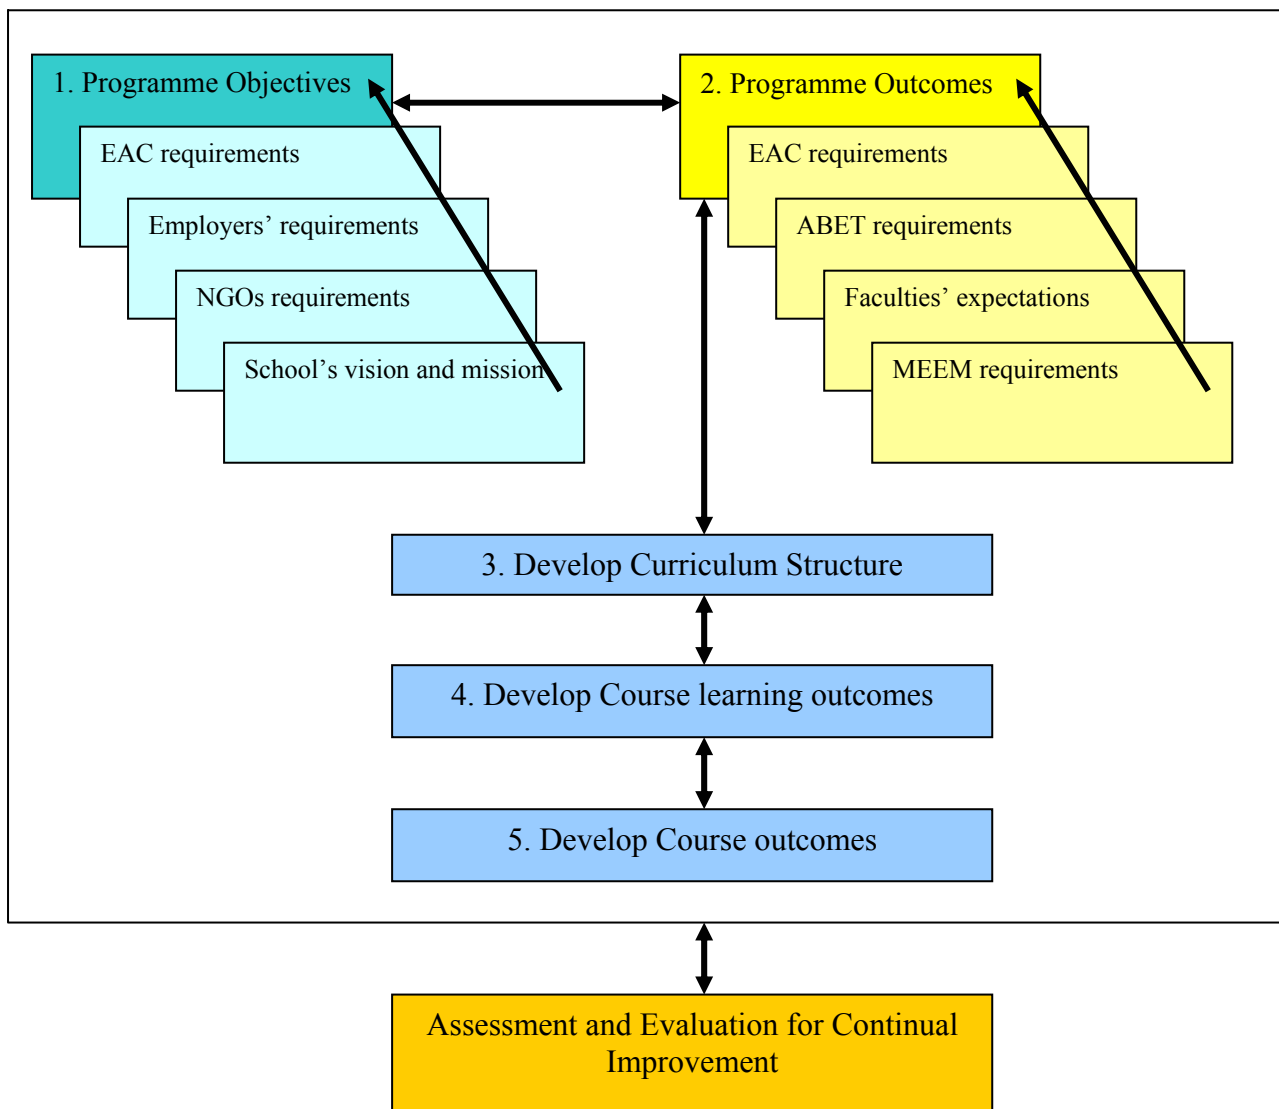 1. Programme Objectives
EAC requirements
Employers’ requirements
NGOs requirements
School’s vision and mission
2. Programme Outcomes
EAC requirements
ABET requirements
Faculties’ expectations
MEEM requirements
3. Develop Curriculum Structure
4. Develop Course learning outcomes
5. Develop Course outcomes
Assessment and Evaluation for Continual
Improvement